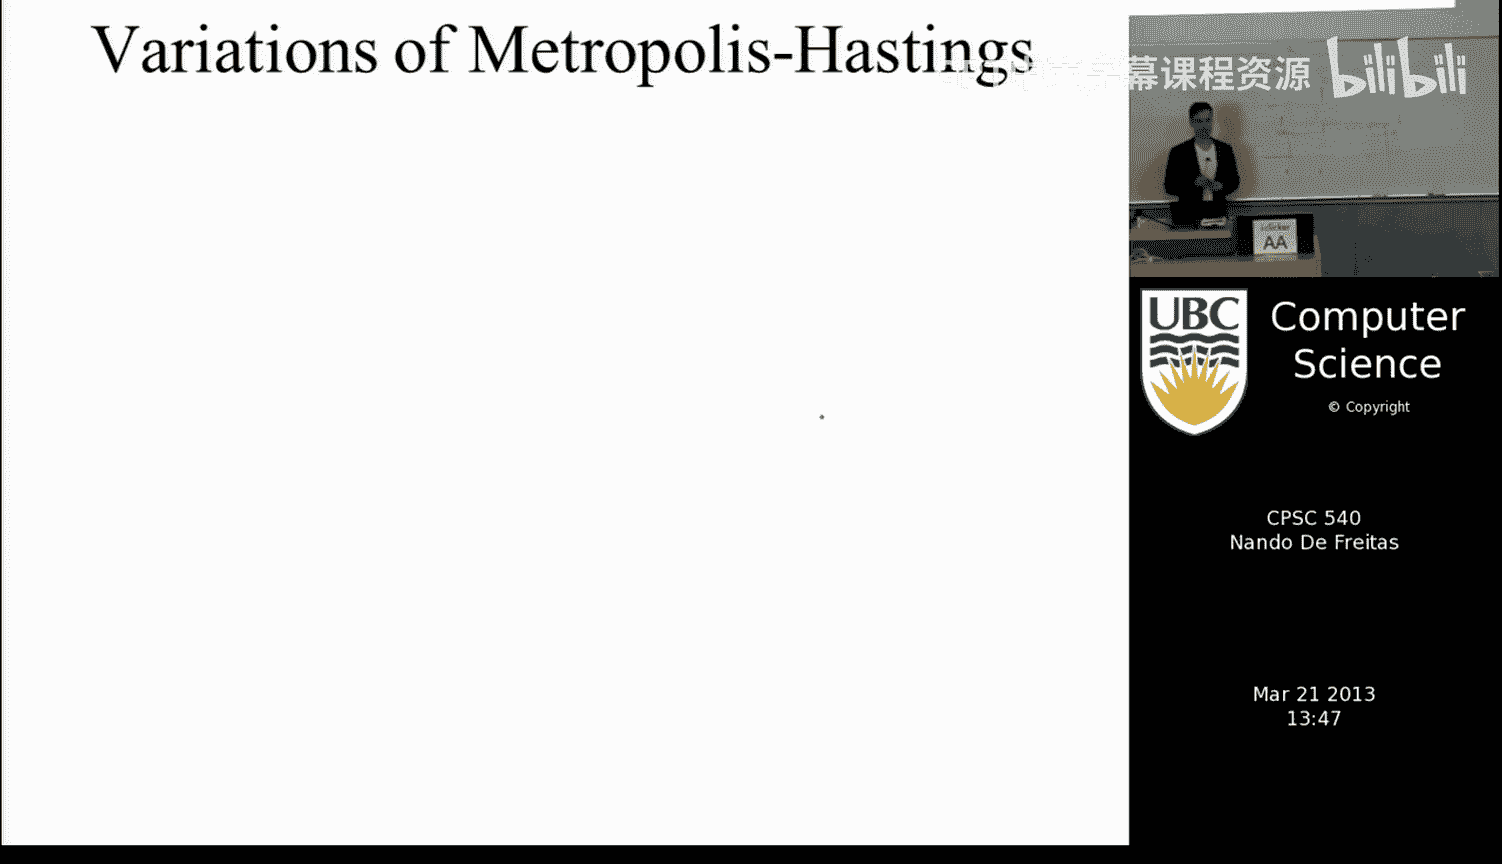 Variations of Metropolis-Hastings
幕课程资源 bilibili
AA
UBC
Computer
Science
© Copyright
CPSC 540
Nando De Freitas
Mar 21 2013
13:47